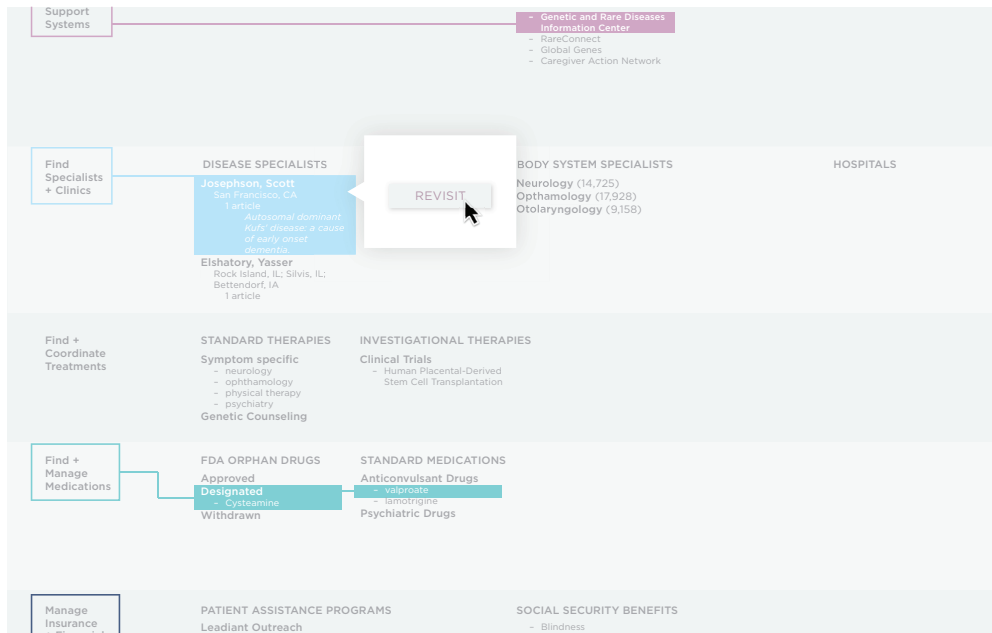 Support
Systems
– Genetic and Rare Diseases
Information Center
– RareConnect
– Global Genes
– Caregiver Action Network
Find
Specialists
+ Clinics
DISEASE SPECIALISTS
Josephson, Scott
San Francisco, CA
1 article
Autosomal dominant
Kufs' disease: a cause
of early onset
dementia.
Elshatory, Yasser
Rock Island, IL; Silvis, IL;
Bettendorf, IA
1 article
REVISIT
BODY SYSTEM SPECIALISTS
Neurology (14,725)
Opthamology (17,928)
Otolaryngology (9,158)
HOSPITALS
Find +
Coordinate
Treatments
STANDARD THERAPIES
Symptom specific
– neurology
– ophthamology
– physical therapy
– psychiatry
Genetic Counseling
INVESTIGATIONAL THERAPIES
Clinical Trials
– Human Placental-Derived
Stem Cell Transplantation
Find +
Manage
Medications
FDA ORPHAN DRUGS
Approved
Designated
– Cysteamine
Withdrawn
STANDARD MEDICATIONS
Anticonvulsant Drugs
– valproate
– lamotrigine
Psychiatric Drugs
Manage
Insurance
+ Financial
PATIENT ASSISTANCE PROGRAMS
Leadiant Outreach
SOCIAL SECURITY BENEFITS
– Blindness